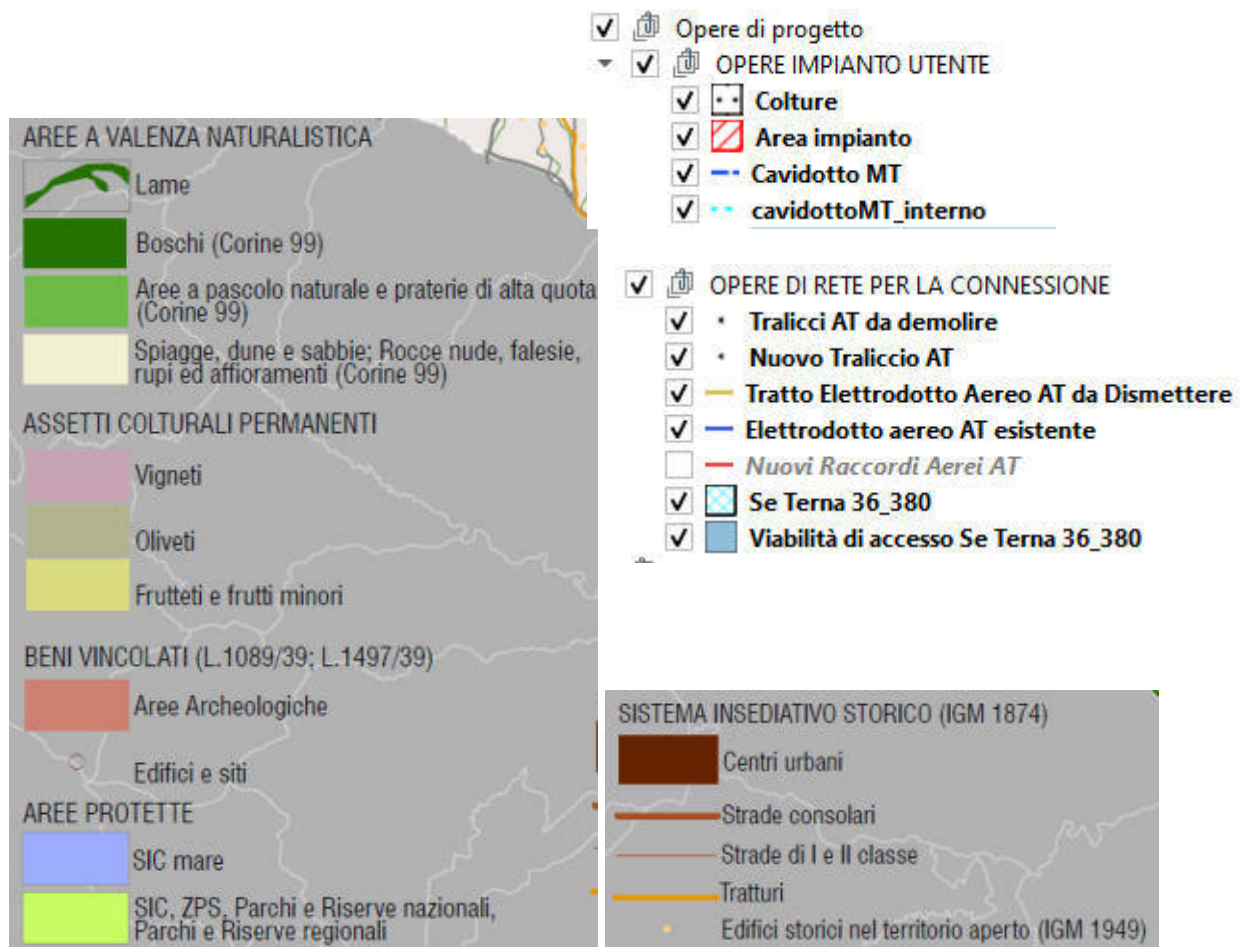 Opere di progetto
OPERE IMPIANTO UTENTE
Colture
Area impianto
Cavidotto MT
cavidottoMT_interno
AREE A VALENZA NATURALISTICA
Lame
Boschi (Corine 99)
Aree a pascolo naturale e praterie di alta quota
(Corine 99)
Spiagge, dune e sabbie; Rocce nude, falesie,
rupi ed affioramenti (Corine 99)
ASSETTI COLTURALI PERMANENTI
Vigneti
Oliveti
Frutteti e frutti minori
BENI VINCOLATI (L.1089/39; L.1497/39)
Aree Archeologiche
Edifici e siti
AREE PROTETTE
SIC mare
SIC, ZPS, Parchi e Riserve nazionali,
Parchi e Riserve regionali
OPERE DI RETE PER LA CONNESSIONE
Tralicci AT da demolire
Nuovo Traliccio AT
Tratto Elettrodotto Aereo AT da Dismettere
Elettrodotto aereo AT esistente
Nuovi Raccordi Aerei AT
Se Terna 36_380
Viabilità di accesso Se Terna 36_380
SISTEMA INSEDIATIVO STORICO (IGM 1874)
Centri urbani
Strade consolari
Strade di I e II classe
Tratturi
Edifici storici nel territorio aperto (IGM 1949)